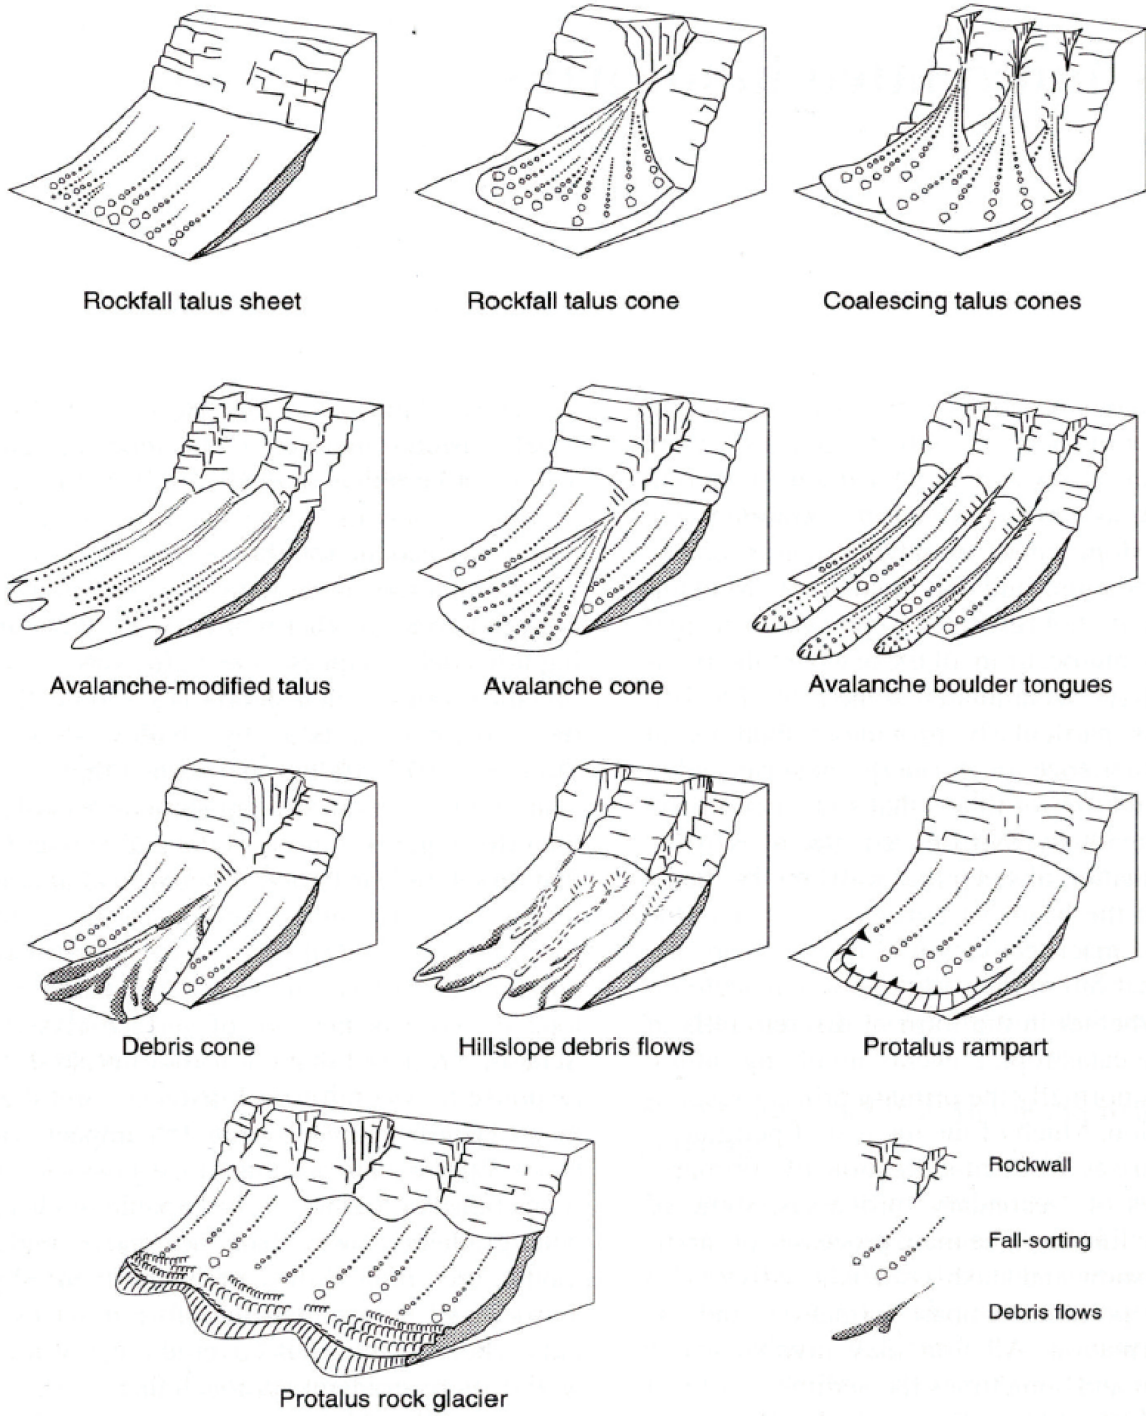 Rockfall talus sheet
Rockfall talus cone
Coalescing talus cones
Avalanche-modified talus
Avalanche cone
Avalanche boulder tongues
Debris cone
Hillslope debris flows
Protalus rampart
Protalus rock glacier
Rockwall
Fall-sorting
Debris flows